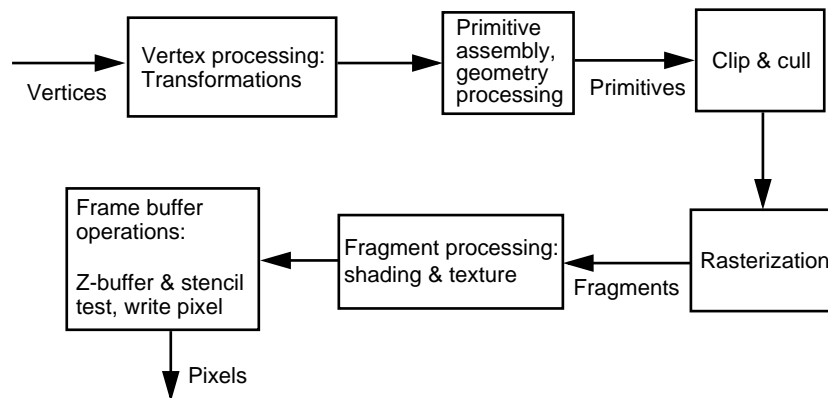 Vertices
Vertex processing:
Transformations
Primitive
assembly,
geometry
processing
Primitives
Clip & cull
Rasterization
Fragments
Fragment processing:
shading & texture
Frame buffer
operations:
Z-buffer & stencil
test, write pixel
Pixels